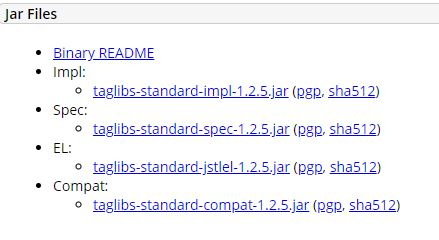 Jar Files
Binary README
Impl:
taglibs-standard-impl-1.2.5.jar (pgp, sha512)
Spec:
taglibs-standard-spec-1.2.5.jar (pgp, sha512)
EL:
taglibs-standard-jstlel-1.2.5.jar (pgp, sha512)
Compat:
taglibs-standard-compat-1.2.5.jar (pgp, sha512)